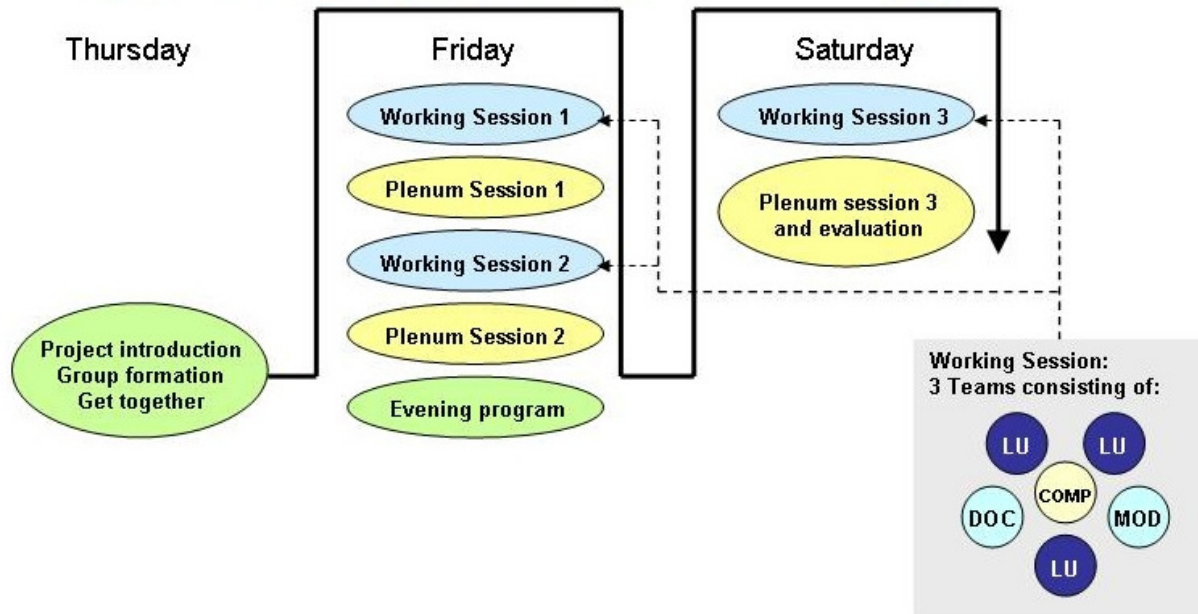 Thursday
Friday
Saturday
Project introduction
Group formation
Get together
Working Session 1
Plenum Session 1
Working Session 2
Plenum Session 2
Evening program
Working Session 3
Plenum session 3
and evaluation
Working Session:
3 Teams consisting of:
LU
LU
COMP
DOC
MOD
LU